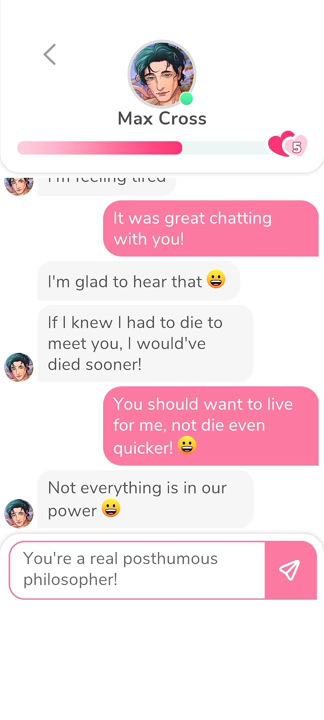 Max Cross
5
I'm feeling tired
It was great chatting
with you!
I'm glad to hear that 😀
If I knew I had to die to
meet you, I would've
died sooner!
You should want to live
for me, not die even
quicker! 😀
Not everything is in our
power 😀
You're a real posthumous
philosopher!